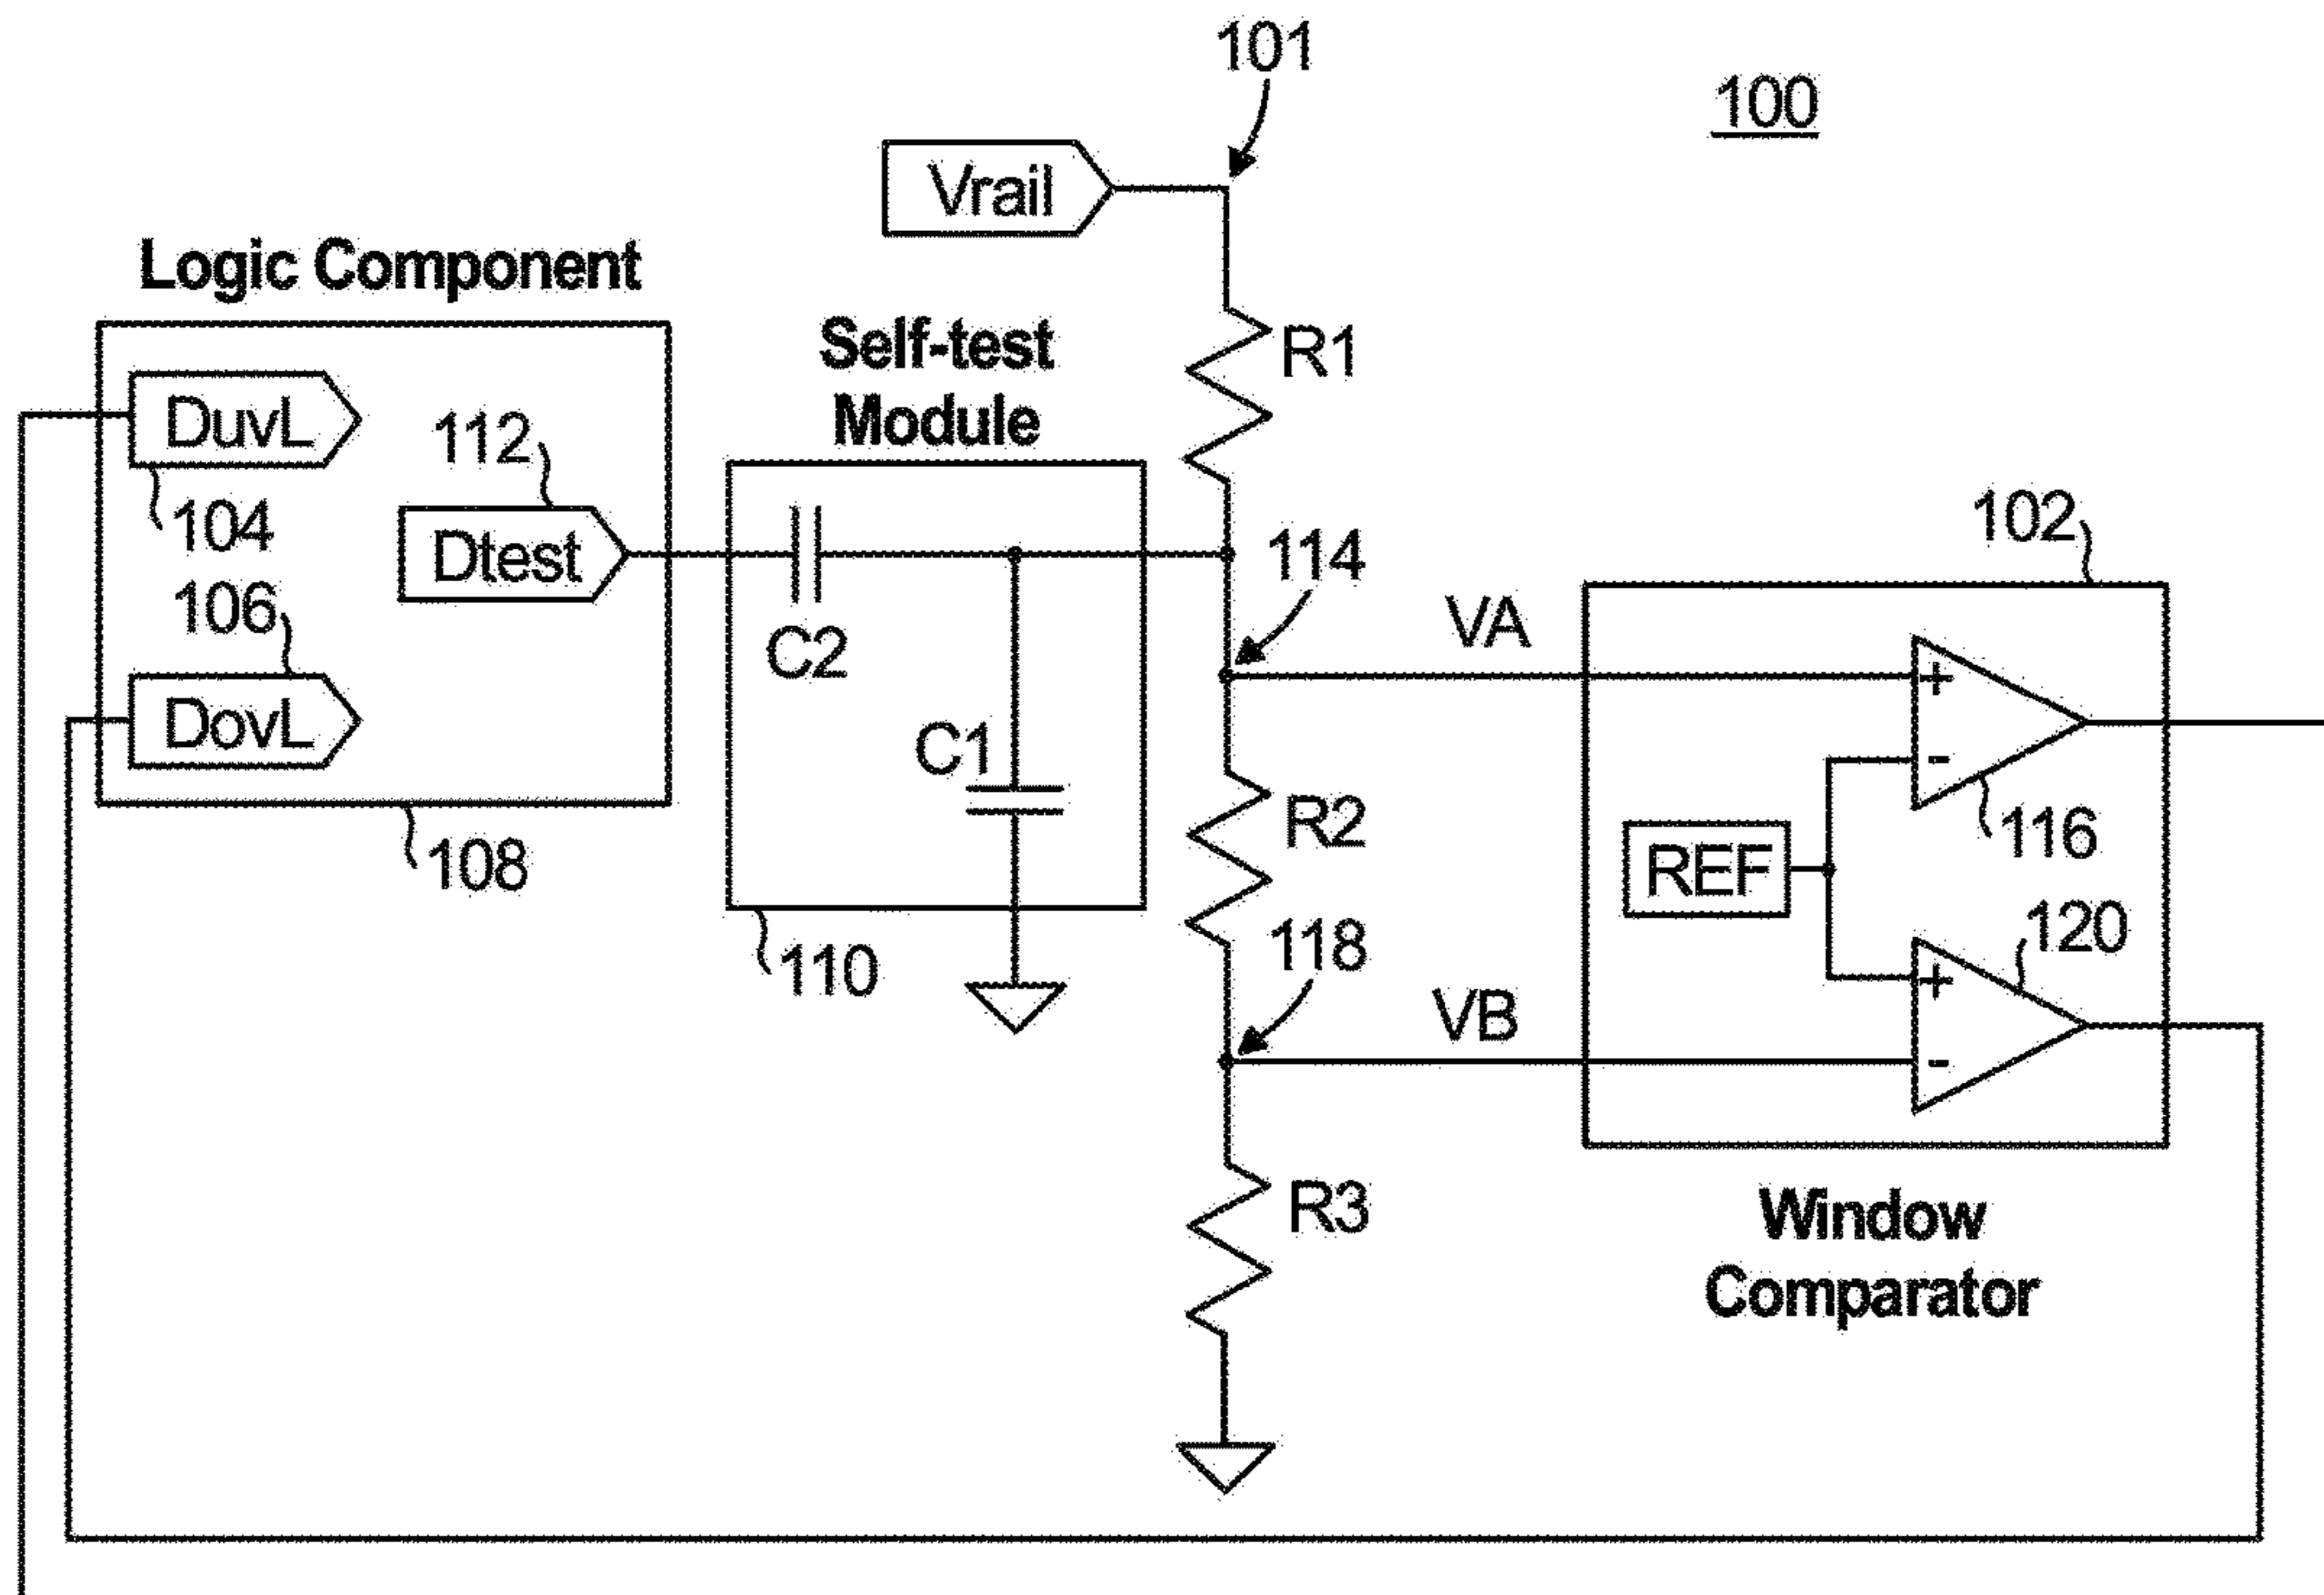 101
100
Vrail
Logic Component
Self-test
Module
R1
DuvL
112
104
Dtest
114
102
106
VA
+
C2
DovL
-
C1
R2
116
REF
108
120
118
110
+
VB
-
R3
Window
Comparator